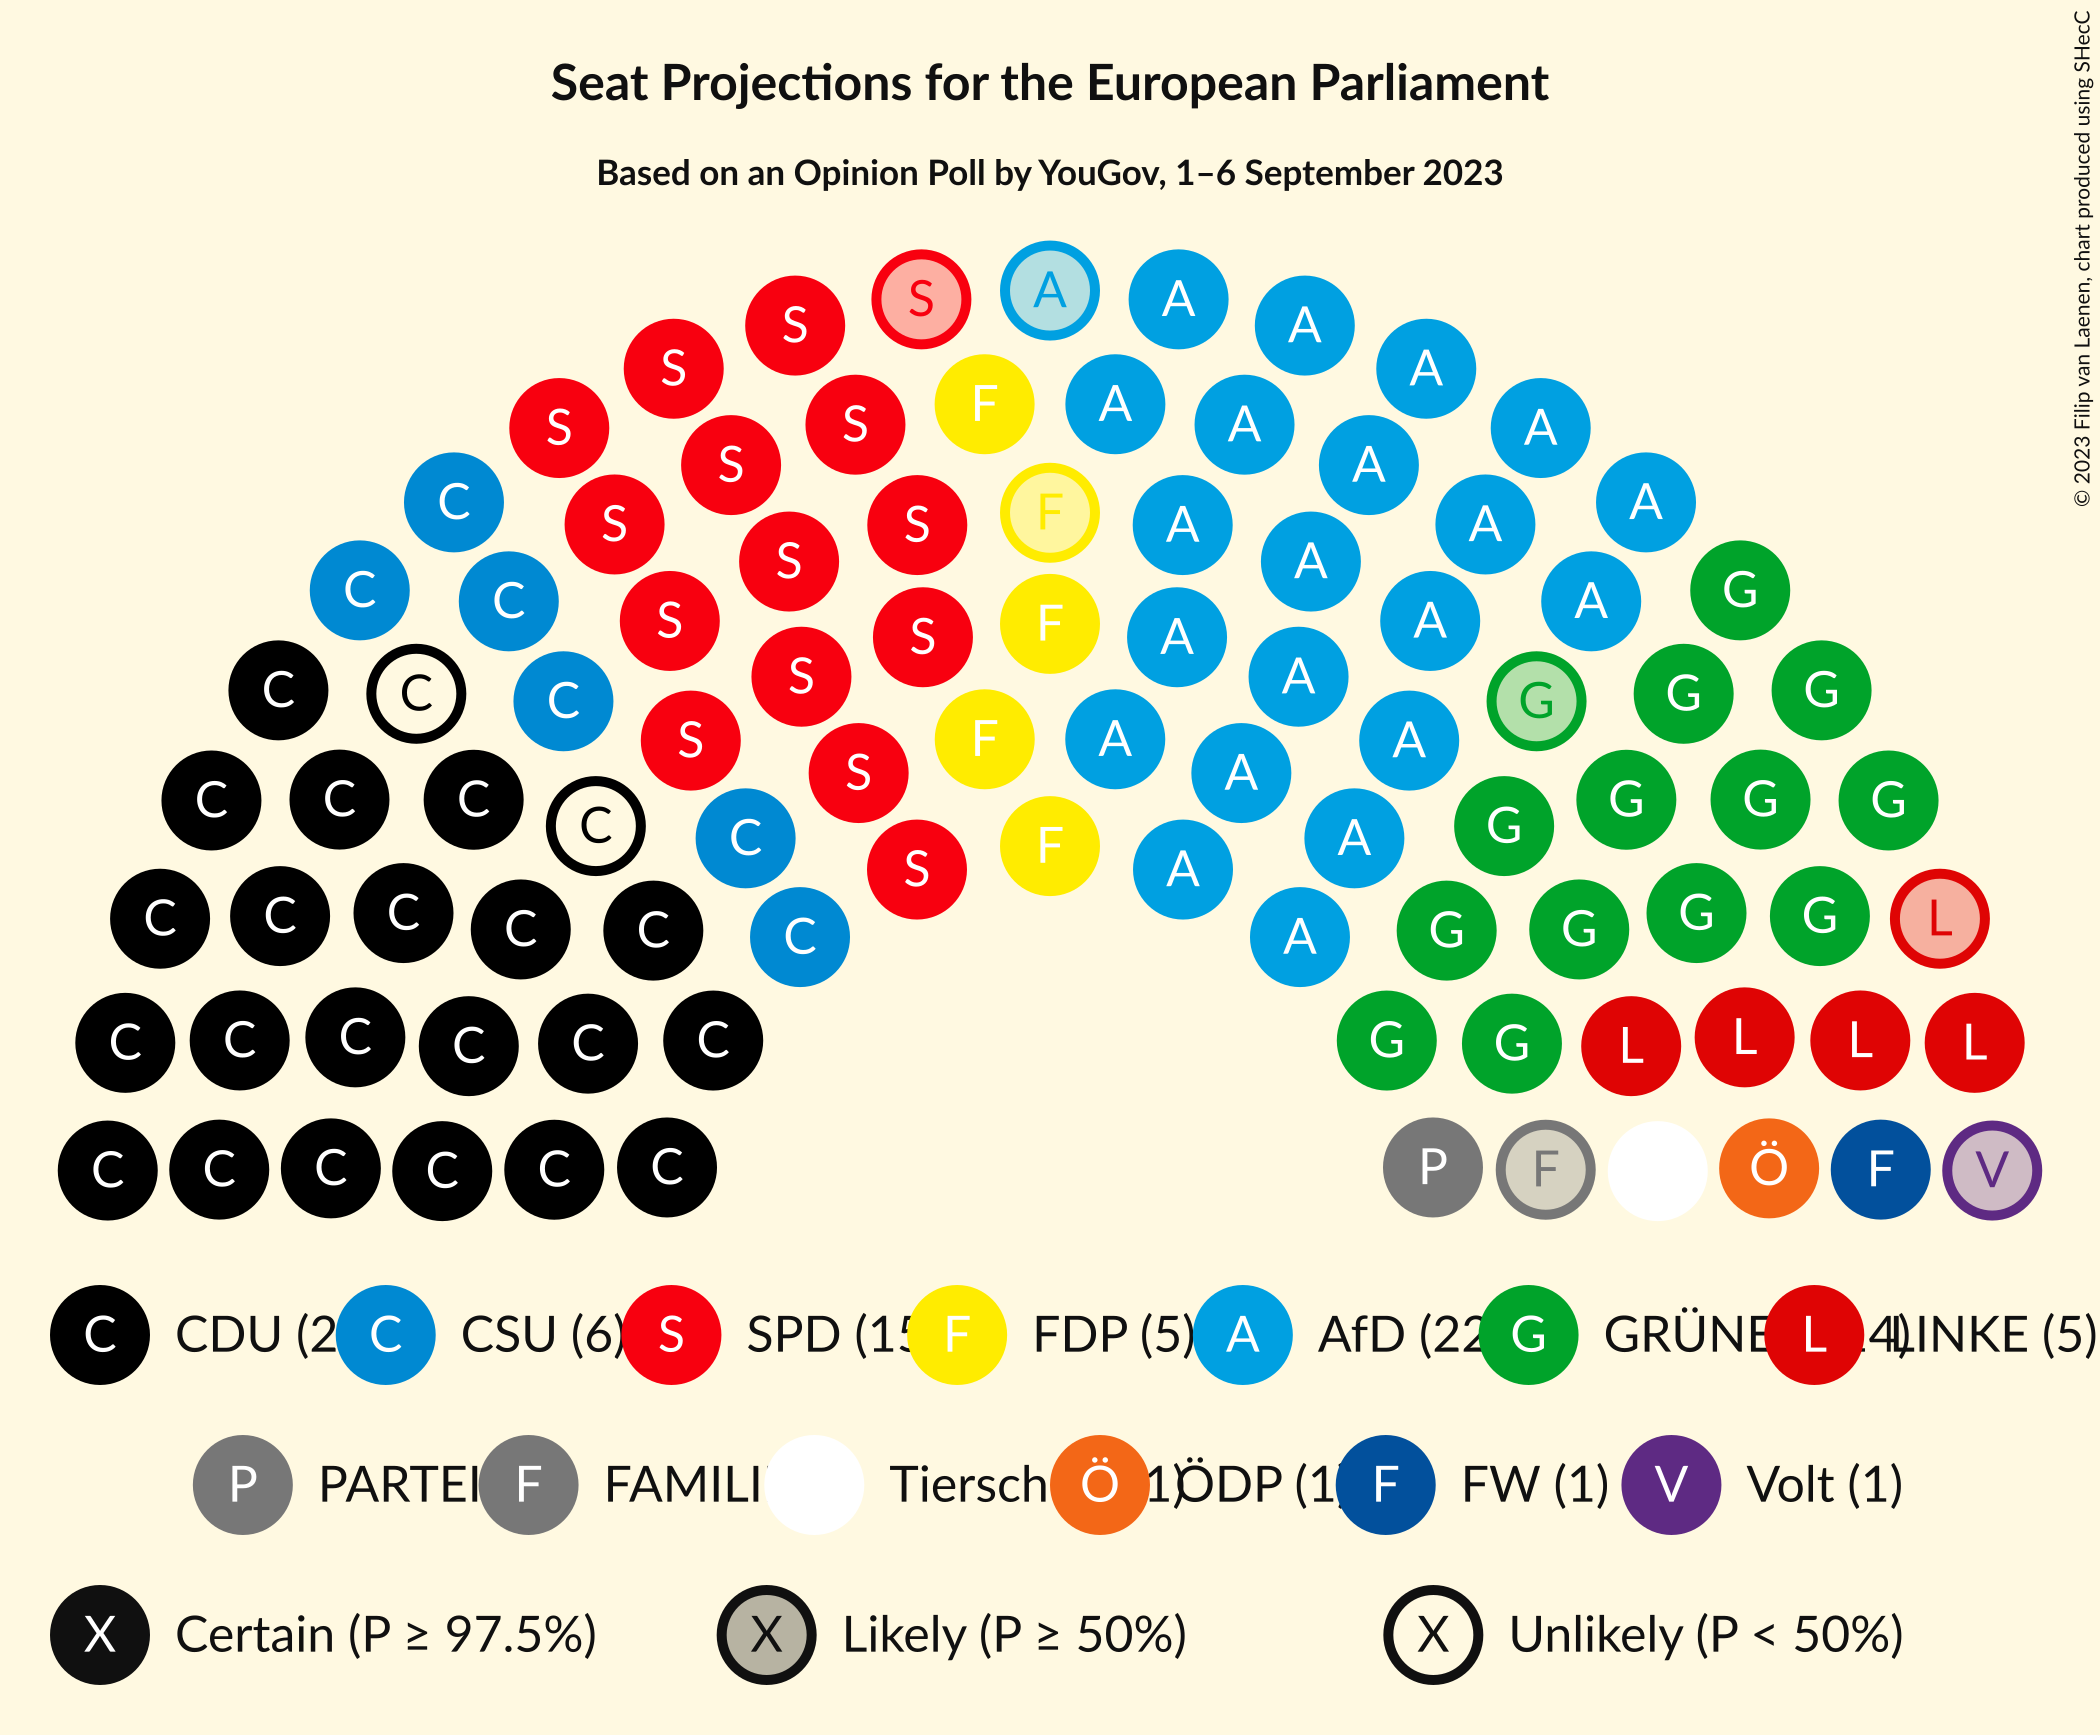 Seat Projections for the European Parliament
Based on an Opinion Poll by YouGov, 1–6 September 2023
© 2023 Filip van Laenen, chart produced using SHecC
S S A A A
S A
S S F A A A
S A
C S S F A A A
S A
C C S F A A G
S A
C C C S A G G G
S F A A
C C C S A G G G
C C F A G
S A
C C C C C C A G G G G L
C C C C C C G G L L L L
C C C C C C P F Ö F V
C CDU (2 C CSU (6) S SPD (15 F FDP (5) A AfD (22 G GRÜNE L 4) LINKE (5)
P PARTEI F FAMILI Tiersch Ö 1) ÖDP (1 F FW (1) V Volt (1)
X Certain (P ≥ 97.5%) X Likely (P ≥ 50%) X Unlikely (P < 50%)